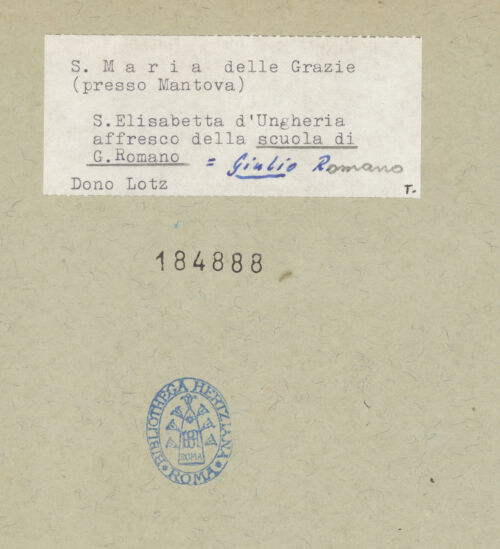 S. M a r i a delle Grazie
(presso Mantova)
S.Elisabetta d'Ungheria
affresco della scuola di
G.Romano = Giulio Romano
Dono Lotz
T.
184888
BIBLIOTHECA HERTZIANA
ROMA
ROMA